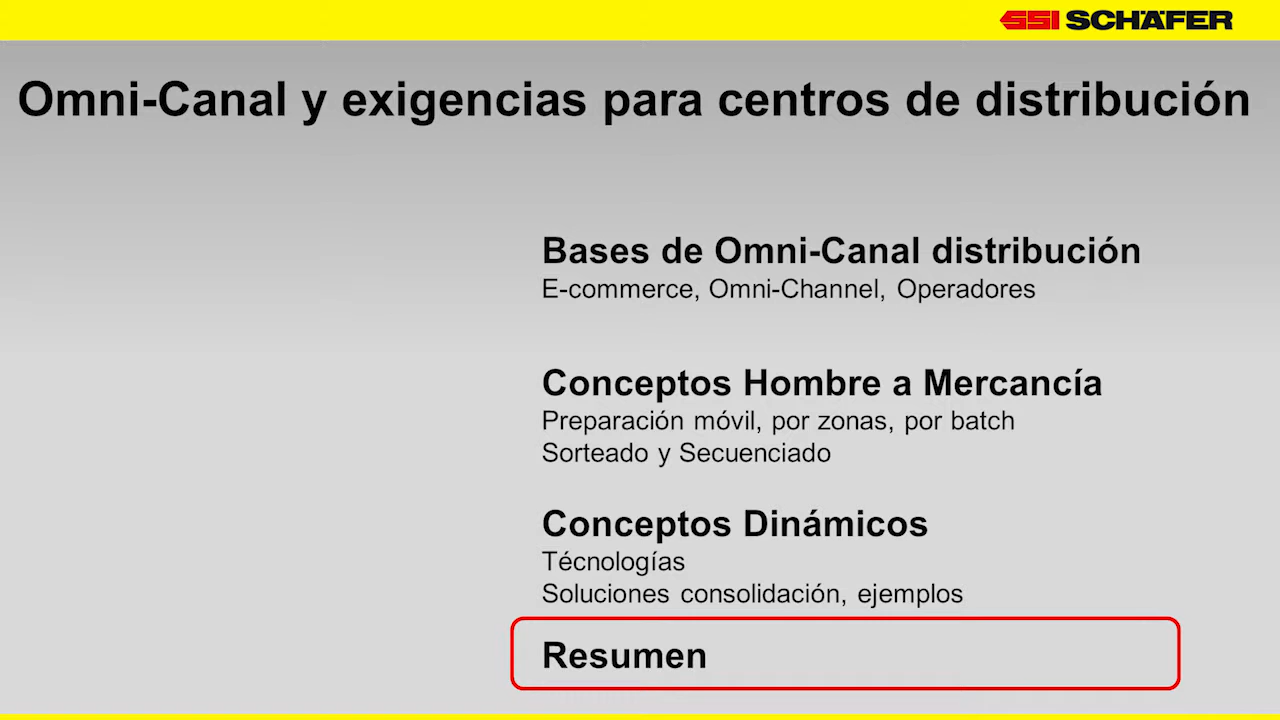 SSI SCHÄFER
Omni-Canal y exigencias para centros de distribución
Bases de Omni-Canal distribución
E-commerce, Omni-Channel, Operadores
Conceptos Hombre a Mercancía
Preparación móvil, por zonas, por batch
Sorteado y Secuenciado
Conceptos Dinámicos
Técnologías
Soluciones consolidación, ejemplos
Resumen